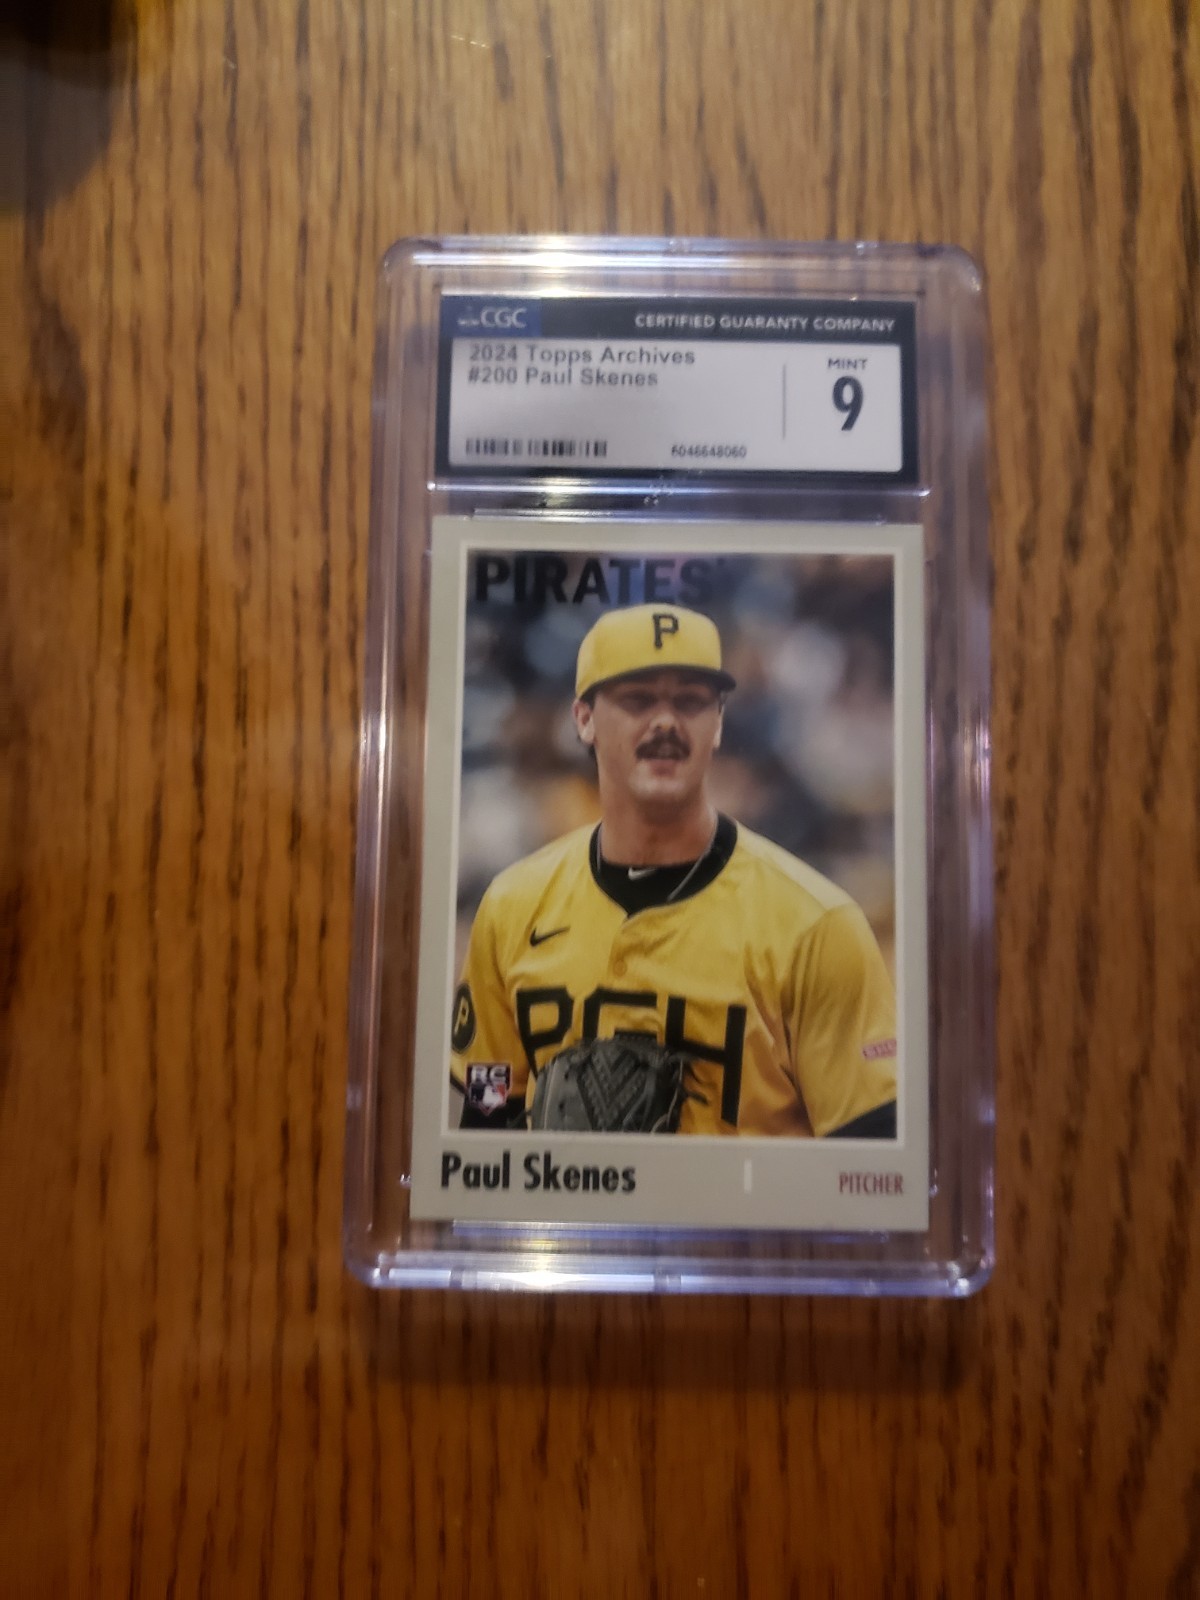 CGC
CERTIFIED GUARANTY COMPANY
2024 Topps Archives
#200 Paul Skenes
MINT
9
6046648060
PIRATES
P
PGH
P
RC
Paul Skenes
PITCHER